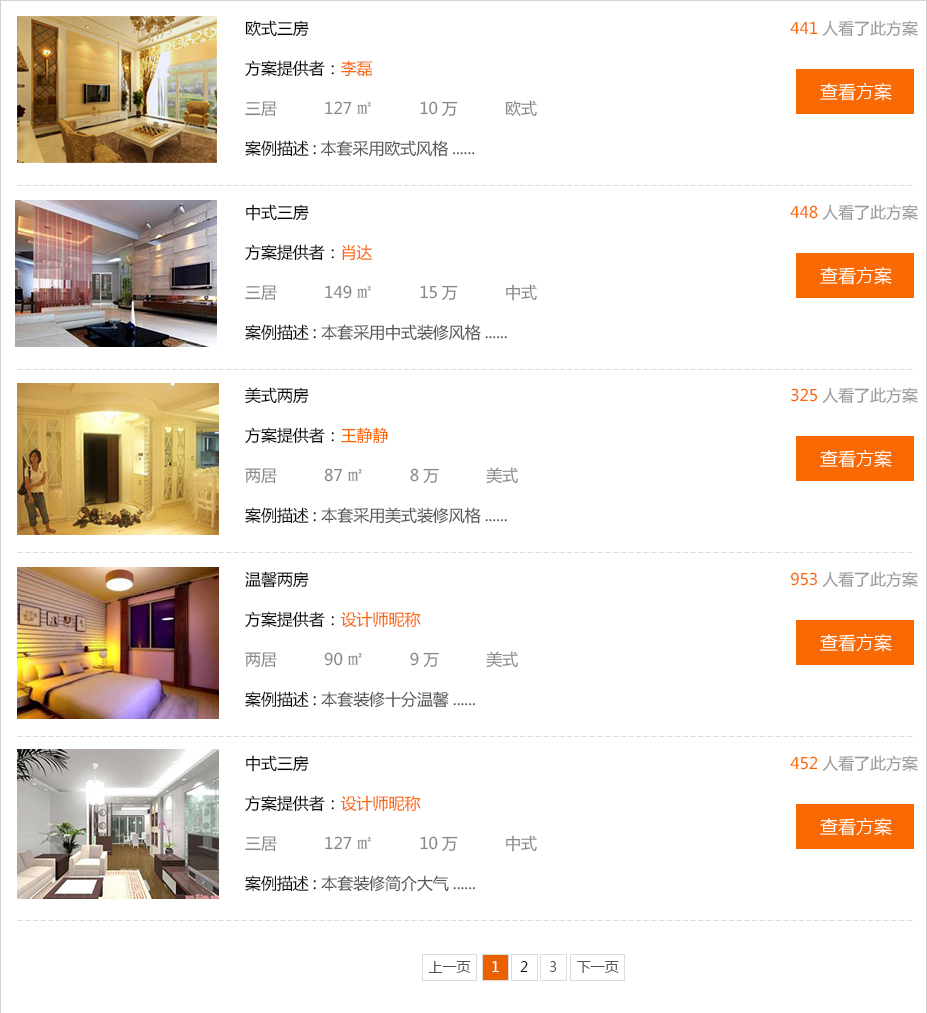 欧式三房
441 人看了此方案
方案提供者：李磊
查看方案
三居 127 ㎡ 10 万 欧式
案例描述 : 本套采用欧式风格 ......
中式三房
448 人看了此方案
方案提供者：肖达
查看方案
三居 149 ㎡ 15 万 中式
案例描述 : 本套采用中式装修风格 ......
美式两房
325 人看了此方案
方案提供者：王静静
查看方案
两居 87 ㎡ 8 万 美式
案例描述 : 本套采用美式装修风格 ......
温馨两房
953 人看了此方案
方案提供者：设计师昵称
查看方案
两居 90 ㎡ 9 万 美式
案例描述 : 本套装修十分温馨 ......
中式三房
452 人看了此方案
方案提供者：设计师昵称
查看方案
三居 127 ㎡ 10 万 中式
案例描述 : 本套装修简介大气 ......
上一页 1 2 3 下一页